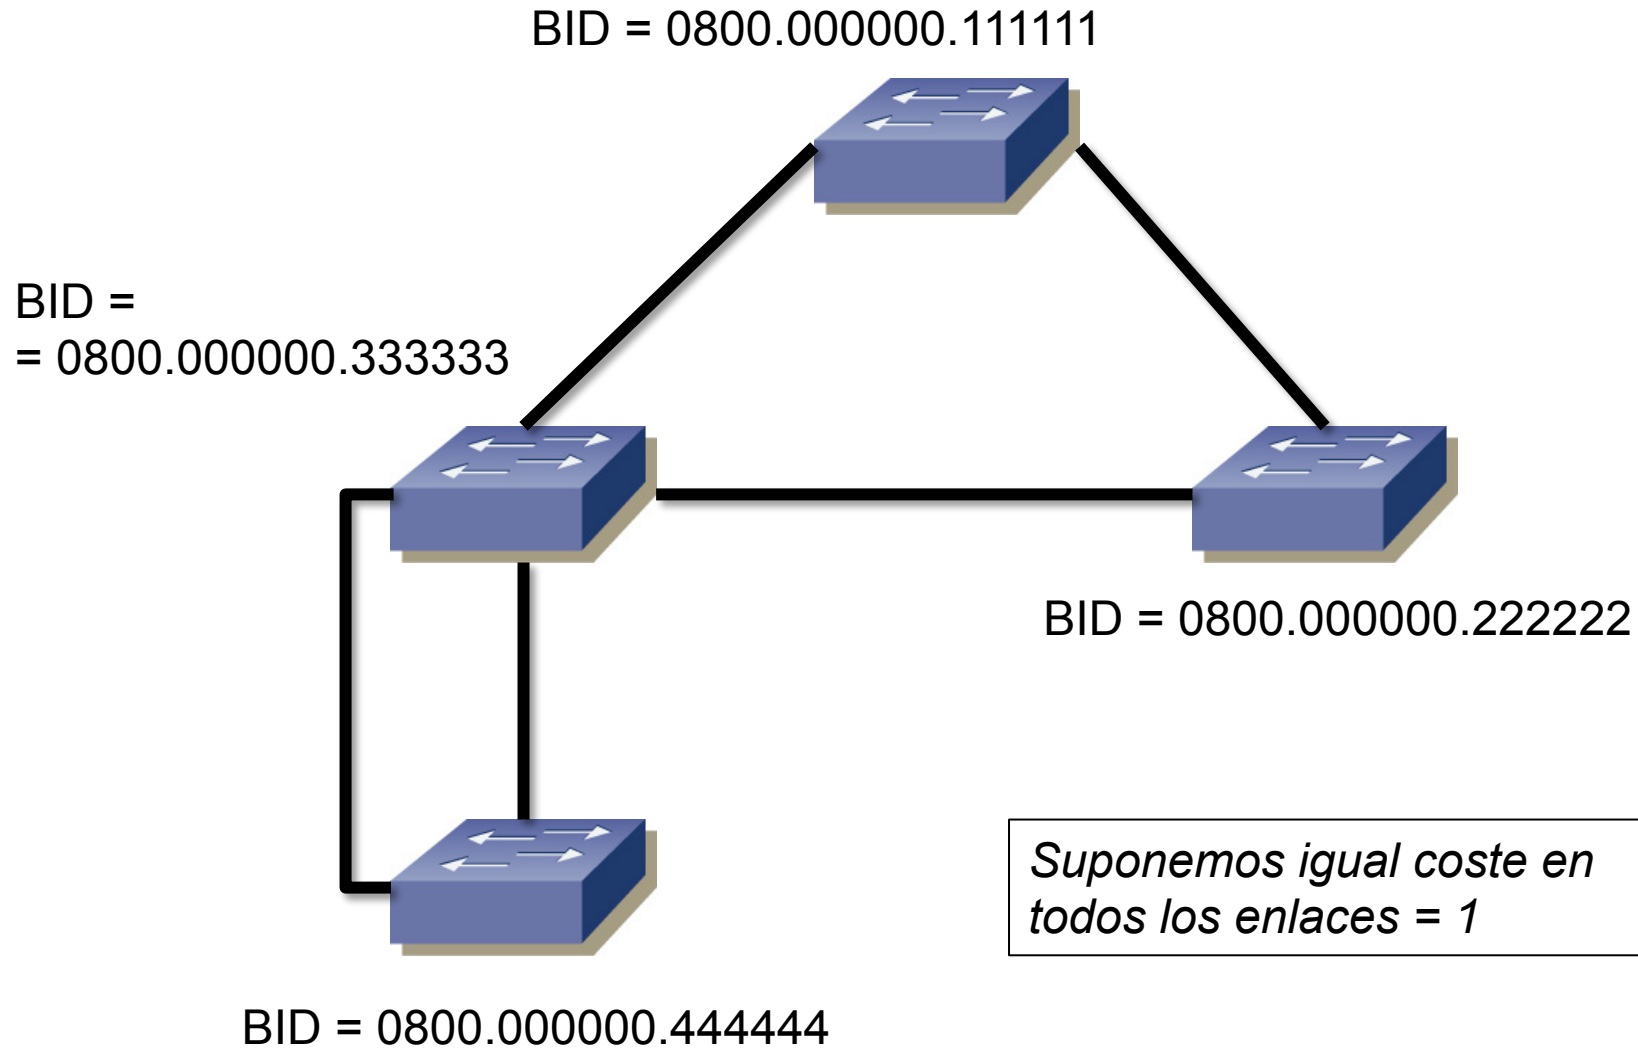 BID = 0800.000000.111111
BID =
= 0800.000000.333333
BID = 0800.000000.222222
Suponemos igual coste en
todos los enlaces = 1
BID = 0800.000000.444444